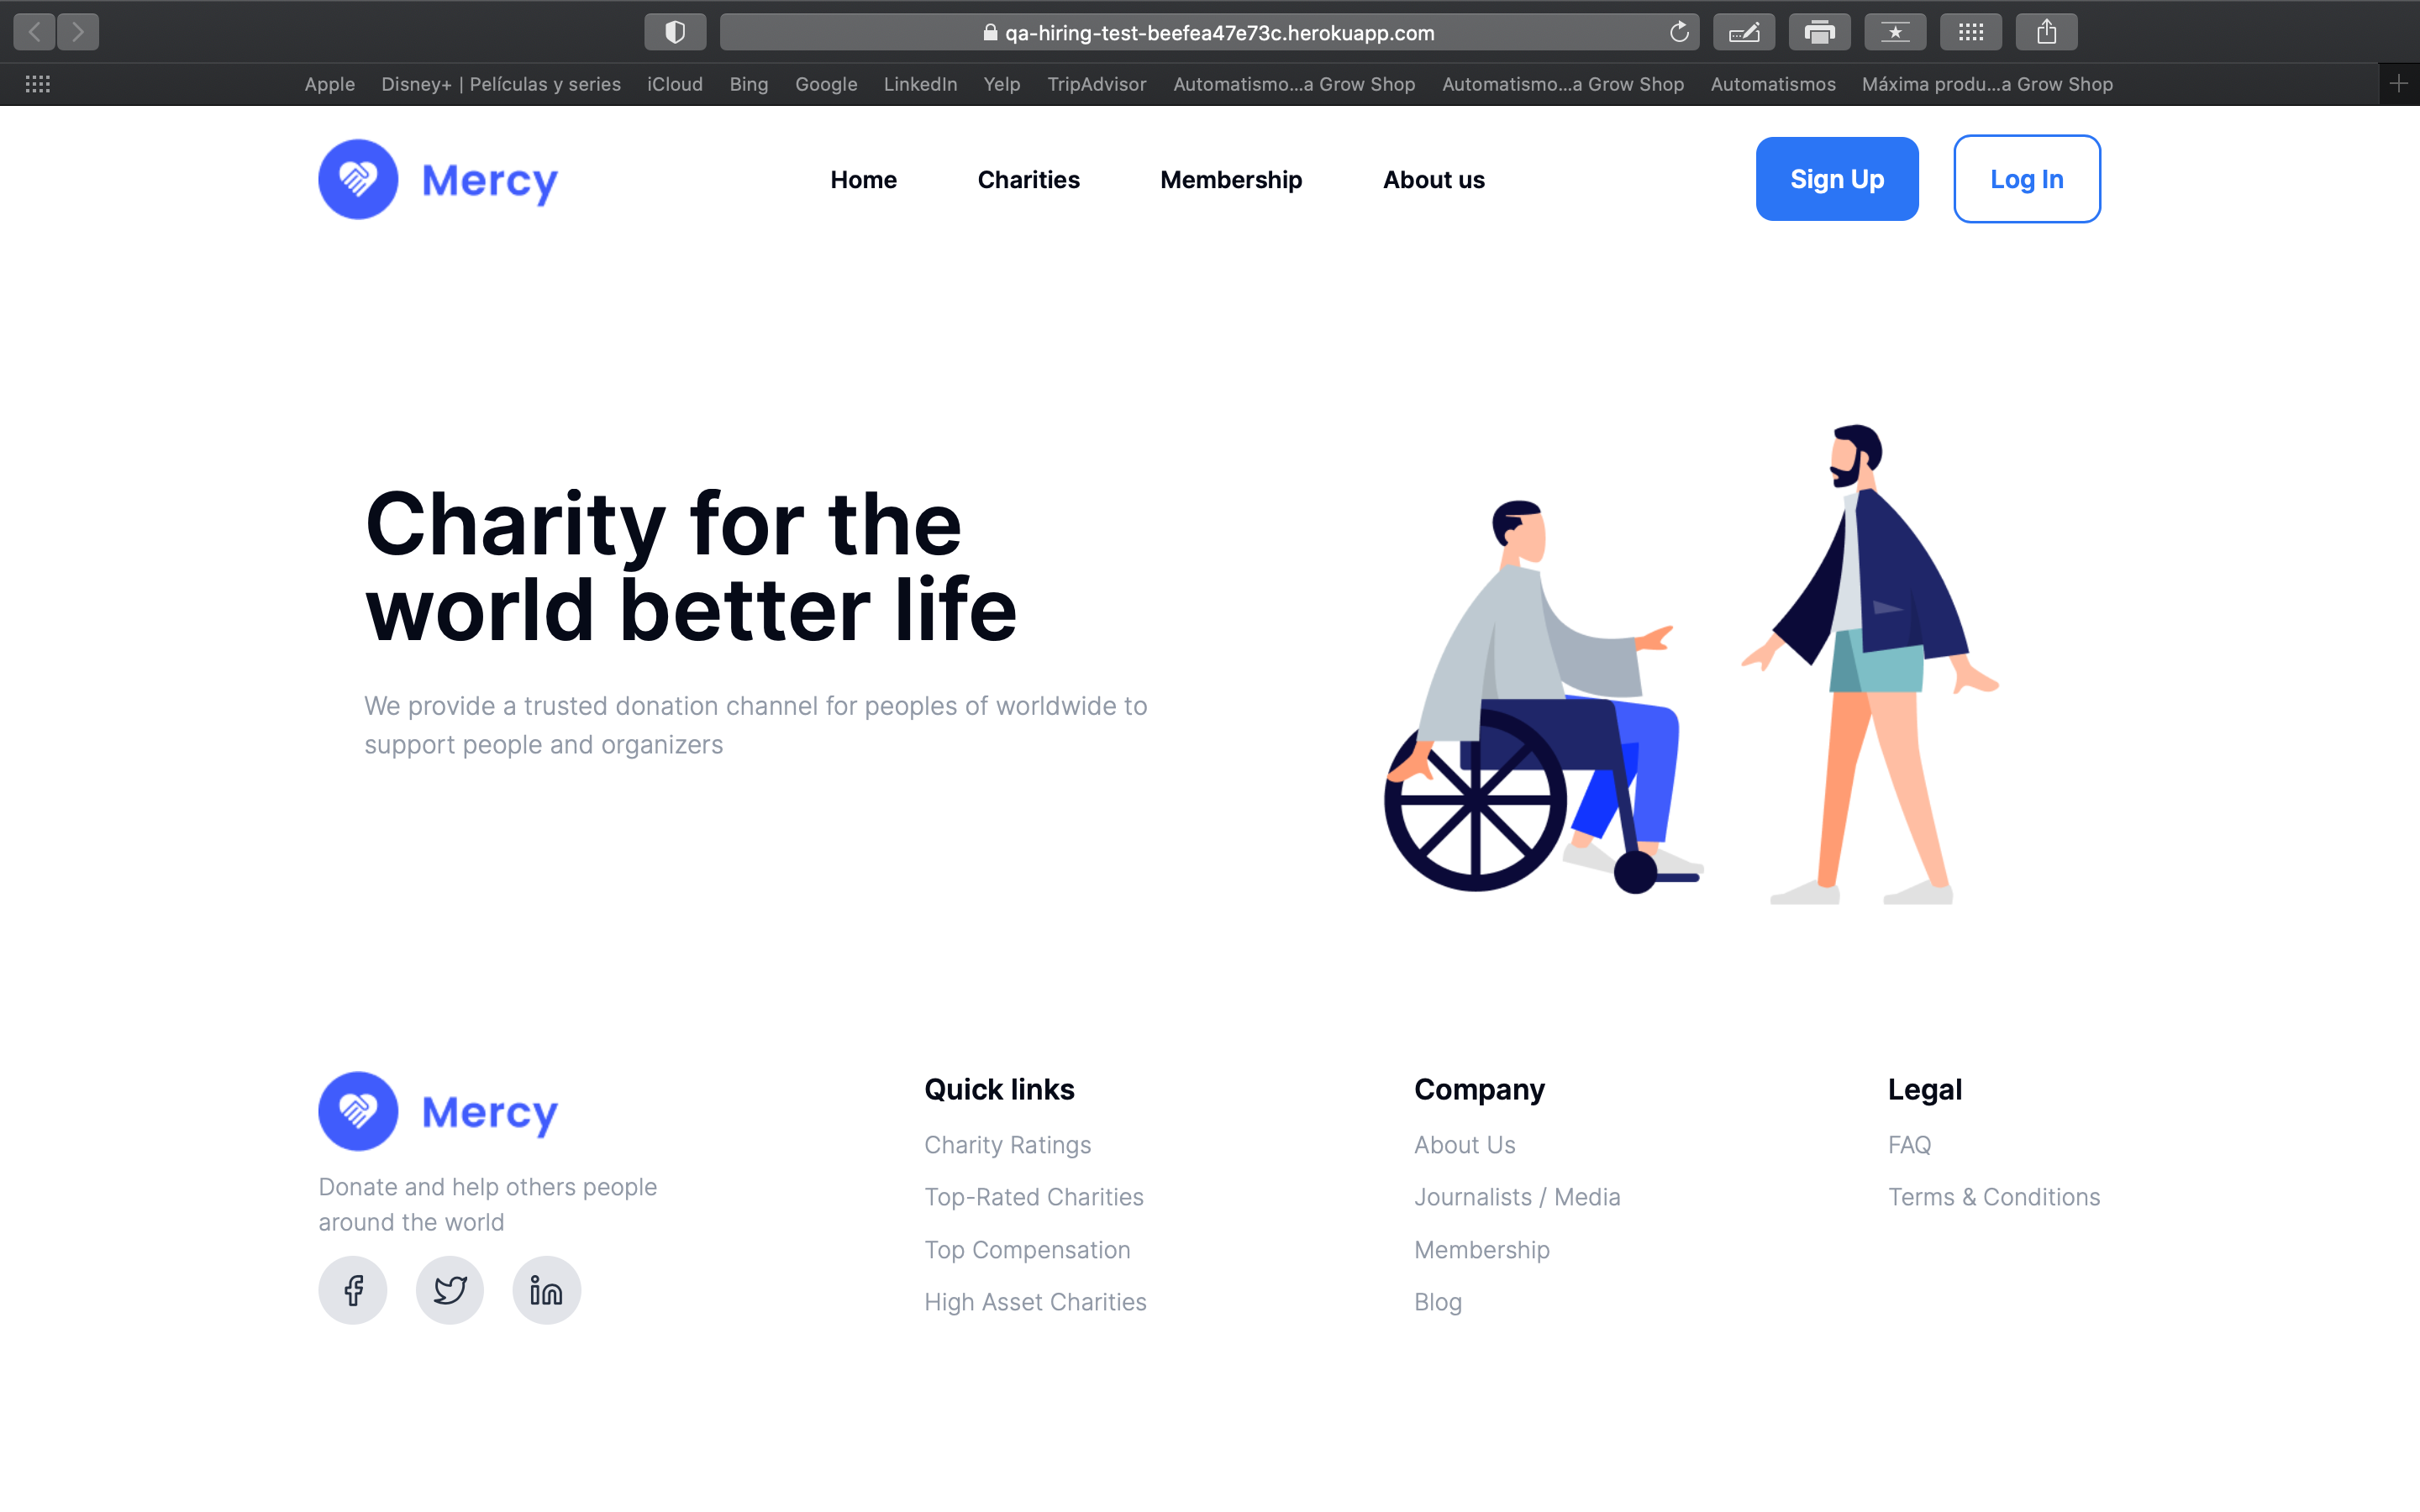 qa-hiring-test-beefea47e73c.herokuapp.com
Apple Disney+ | Películas y series iCloud Bing Google LinkedIn Yelp TripAdvisor Automatismo...a Grow Shop Automatismo...a Grow Shop Automatismos Máxima produ...a Grow Shop
Mercy Home Charities Membership About us Sign Up Log In
Charity for the
world better life
We provide a trusted donation channel for peoples of worldwide to
support people and organizers
Mercy
Donate and help others people
around the world
Quick links
Charity Ratings
Top-Rated Charities
Top Compensation
High Asset Charities
Company
About Us
Journalists / Media
Membership
Blog
Legal
FAQ
Terms & Conditions